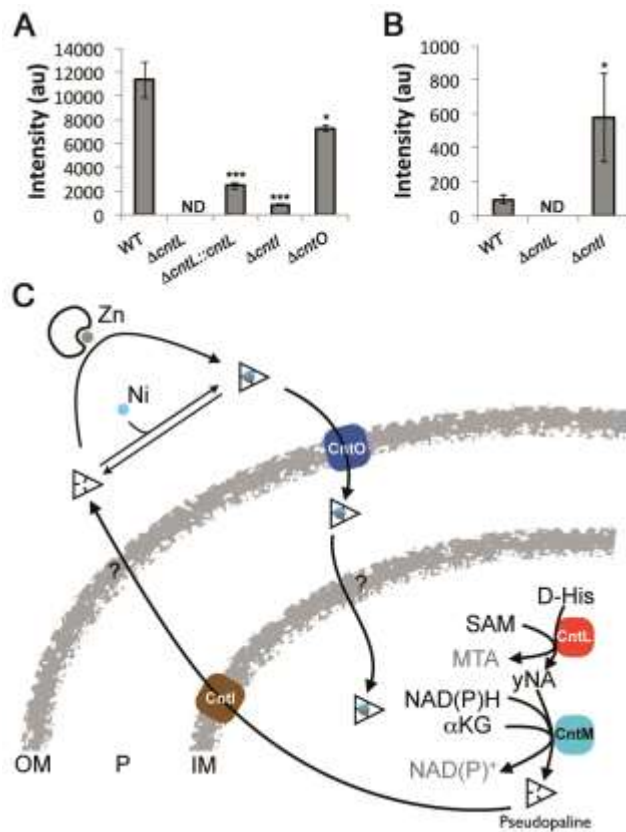 A
B
Intensity (au)
14000
12000
10000
8000
6000
4000
2000
0
ND
***
***
*
WT
ΔcntL
ΔcntL::cntL
ΔcntI
ΔcntO
Intensity (au)
1000
800
600
400
200
0
ND
*
WT
ΔcntL
ΔcntI
C
Zn
Ni
CntO
?
?
D-His
SAM
CntL
MTA
yNA
NAD(P)H
αKG
CntM
NAD(P)⁺
CntI
OM P IM
Pseudopaline